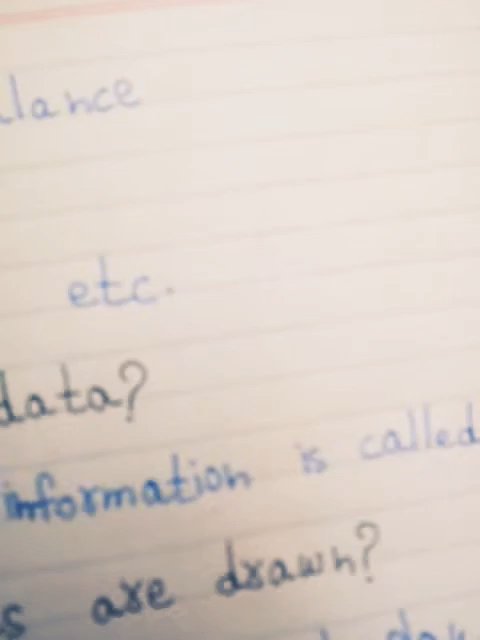 lance
etc.
data?
information is called
s are drawn?